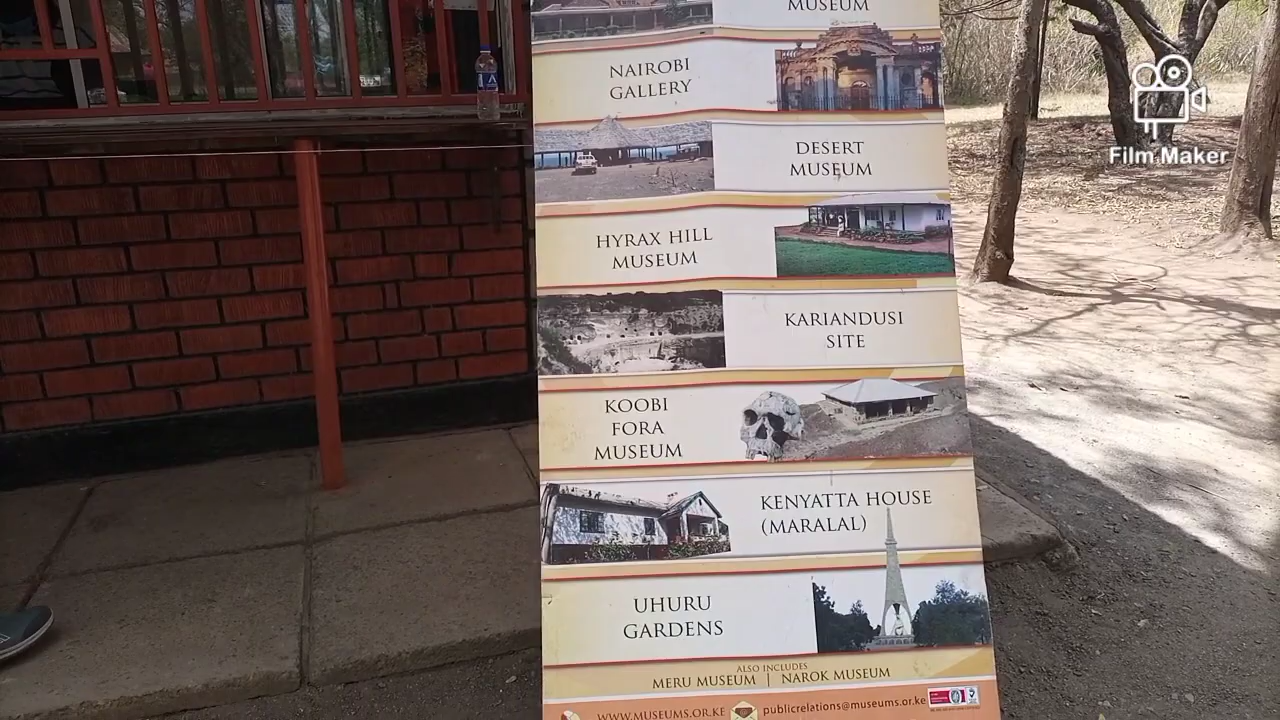 MUSEUM
NAIROBI
GALLERY
Film Maker
DESERT
MUSEUM
HYRAX HILL
MUSEUM
KARIANDUSI
SITE
KOOBI
FORA
MUSEUM
KENYATTA HOUSE
(MARALAL)
UHURU
GARDENS
ALSO INCLUDES
MERU MUSEUM | NAROK MUSEUM
WWW.MUSEUMS.OR.KE publicrelations@museums.or.ke